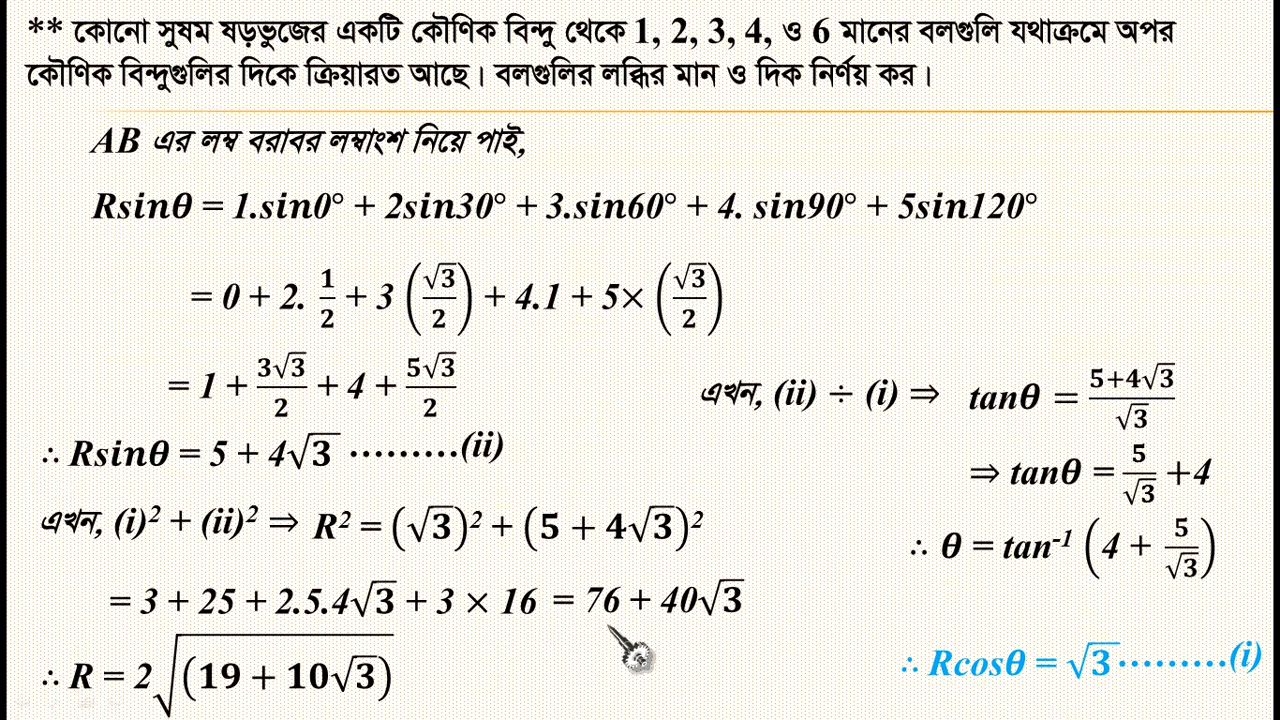 ** কোনো সুষম ষড়ভুজের একটি কৌণিক বিন্দু থেকে 1, 2, 3, 4, ও 6 মানের বলগুলি যথাক্রমে অপর
কৌণিক বিন্দুগুলির দিকে ক্রিয়ারত আছে। বলগুলির লব্ধির মান ও দিক নির্ণয় কর।
AB এর লম্ব বরাবর লম্বাংশ নিয়ে পাই,
Rsinθ = 1.sin0° + 2sin30° + 3.sin60° + 4. sin90° + 5sin120°
= 0 + 2. 1/2 + 3 (√3/2) + 4.1 + 5× (√3/2)
= 1 + 3√3/2 + 4 + 5√3/2
∴ Rsinθ = 5 + 4√3 .........(ii)
এখন, (i)² + (ii)² ⇒ R² = (√3)² + (5 + 4√3)²
= 3 + 25 + 2.5.4√3 + 3 × 16 = 76 + 40√3
∴ R = 2√(19 + 10√3)
এখন, (ii) ÷ (i) ⇒ tanθ = 5+4√3/√3
⇒ tanθ = 5/√3 +4
∴ θ = tan⁻¹ (4 + 5/√3)
∴ Rcosθ = √3 .........(i)